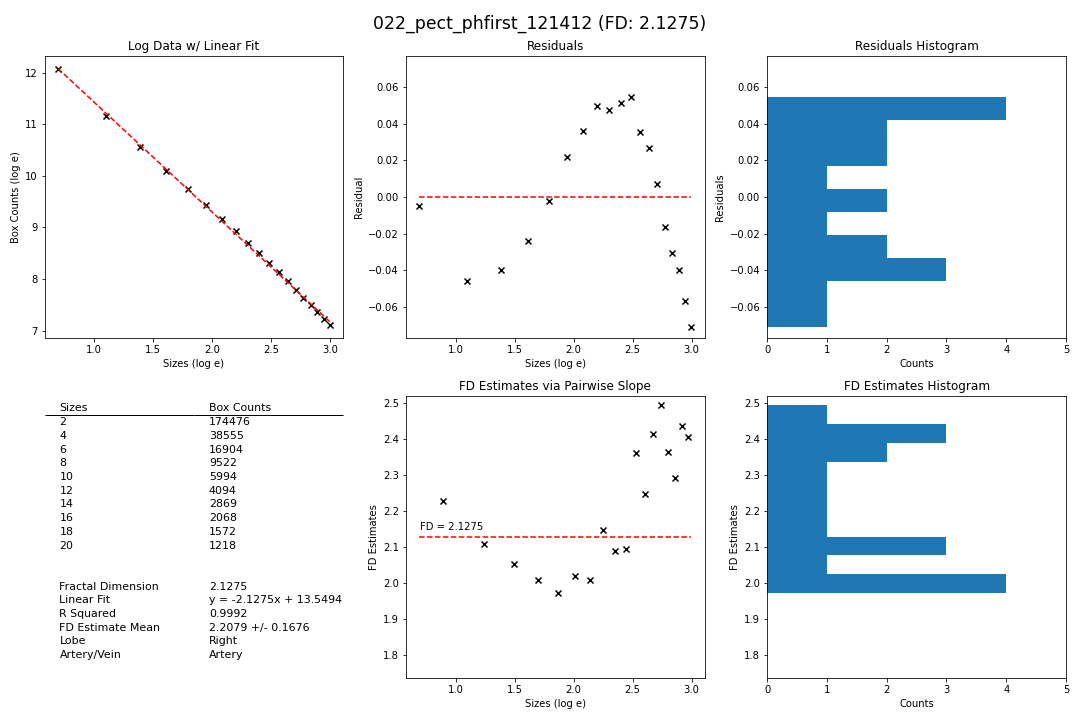 022_pect_phfirst_121412 (FD: 2.1275)
Log Data w/ Linear Fit
Box Counts (log e)
12
11
10
9
8
7
1.0 1.5 2.0 2.5 3.0
Sizes (log e)
Residuals
Residual
0.06
0.04
0.02
0.00
−0.02
−0.04
−0.06
1.0 1.5 2.0 2.5 3.0
Sizes (log e)
Residuals Histogram
Residuals
0.06
0.04
0.02
0.00
−0.02
−0.04
−0.06
0 1 2 3 4 5
Counts
Sizes Box Counts
2 174476
4 38555
6 16904
8 9522
10 5994
12 4094
14 2869
16 2068
18 1572
20 1218
Fractal Dimension 2.1275
Linear Fit y = -2.1275x + 13.5494
R Squared 0.9992
FD Estimate Mean 2.2079 +/- 0.1676
Lobe Right
Artery/Vein Artery
FD Estimates via Pairwise Slope
FD Estimates
2.5
2.4
2.3
2.2
2.1
2.0
1.9
1.8
FD = 2.1275
1.0 1.5 2.0 2.5 3.0
Sizes (log e)
FD Estimates Histogram
FD Estimates
2.5
2.4
2.3
2.2
2.1
2.0
1.9
1.8
0 1 2 3 4 5
Counts